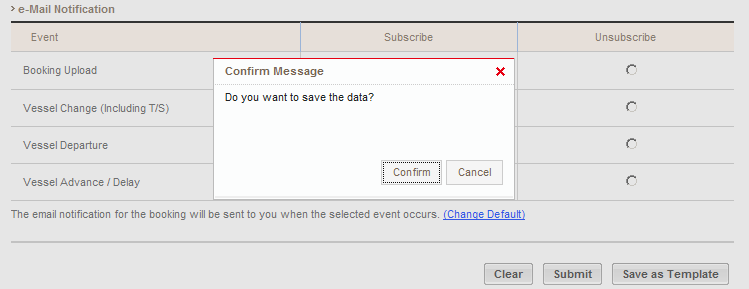 > e-Mail Notification
Event Subscribe Unsubscribe
Booking Upload
Vessel Change (Including T/S)
Vessel Departure
Vessel Advance / Delay
Confirm Message
Do you want to save the data?
Confirm Cancel
The email notification for the booking will be sent to you when the selected event occurs. (Change Default)
Clear Submit Save as Template